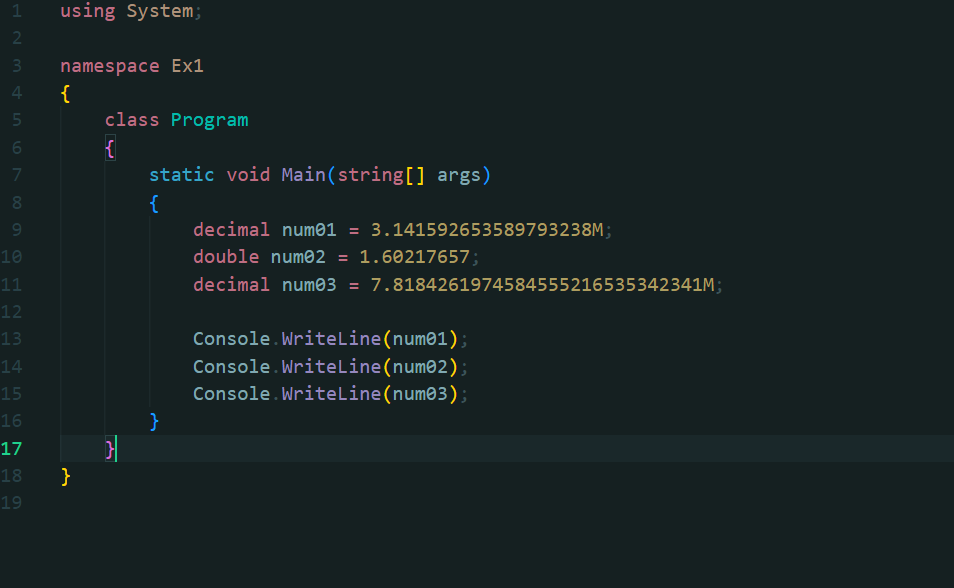 1 using System;
2
3 namespace Ex1
4 {
5 class Program
6 {
7 static void Main(string[] args)
8 {
9 decimal num01 = 3.141592653589793238M;
10 double num02 = 1.60217657;
11 decimal num03 = 7.8184261974584555216535342341M;
12
13 Console.WriteLine(num01);
14 Console.WriteLine(num02);
15 Console.WriteLine(num03);
16 }
17 }
18 }
19